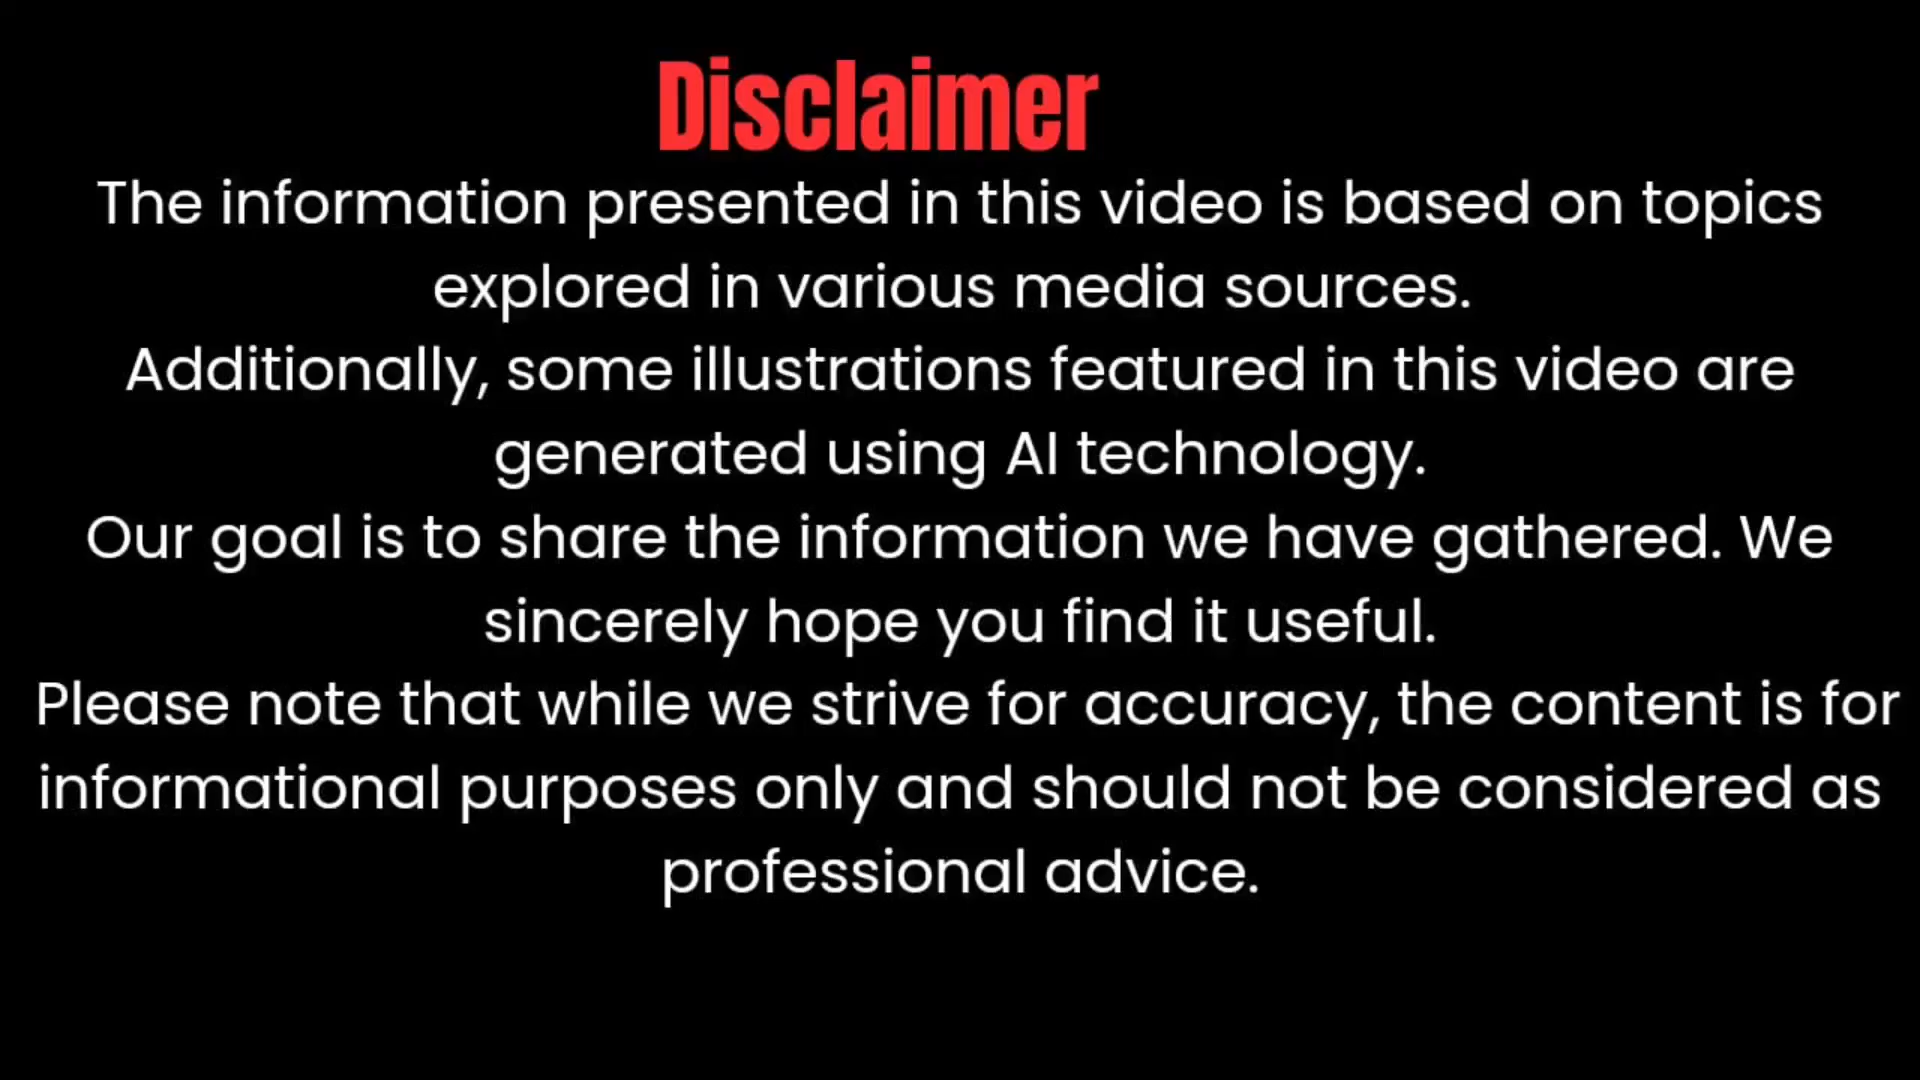 Disclaimer
The information presented in this video is based on topics
explored in various media sources.
Additionally, some illustrations featured in this video are
generated using AI technology.
Our goal is to share the information we have gathered. We
sincerely hope you find it useful.
Please note that while we strive for accuracy, the content is for
informational purposes only and should not be considered as
professional advice.